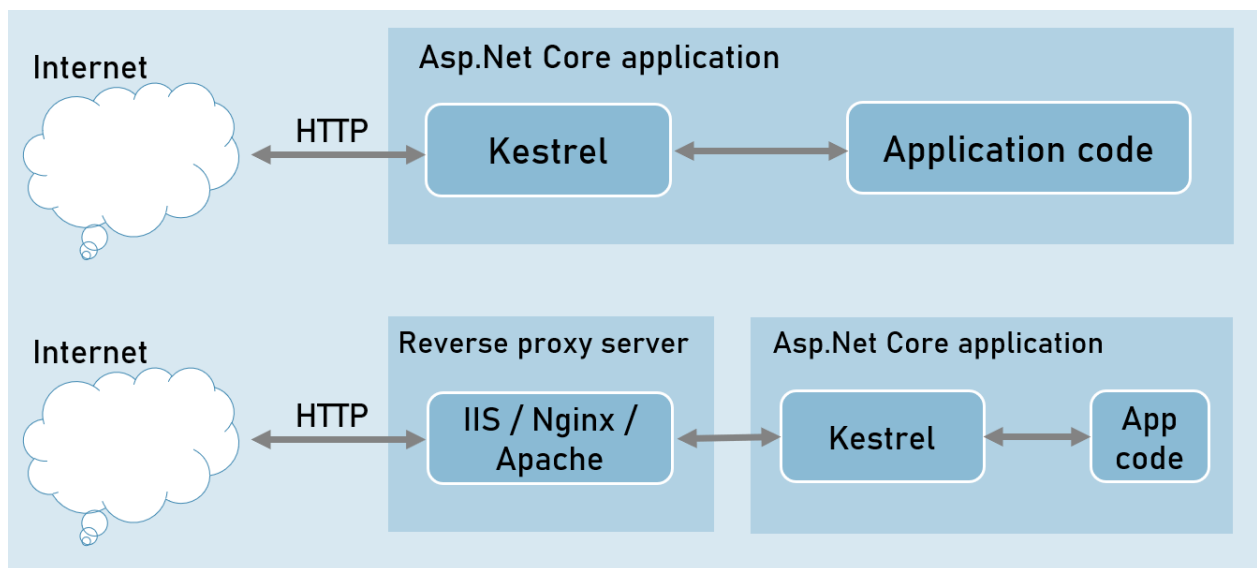 Internet
Asp.Net Core application
HTTP
Kestrel
Application code
Internet
Reverse proxy server
Asp.Net Core application
HTTP
IIS / Nginx /
Apache
Kestrel
App
code